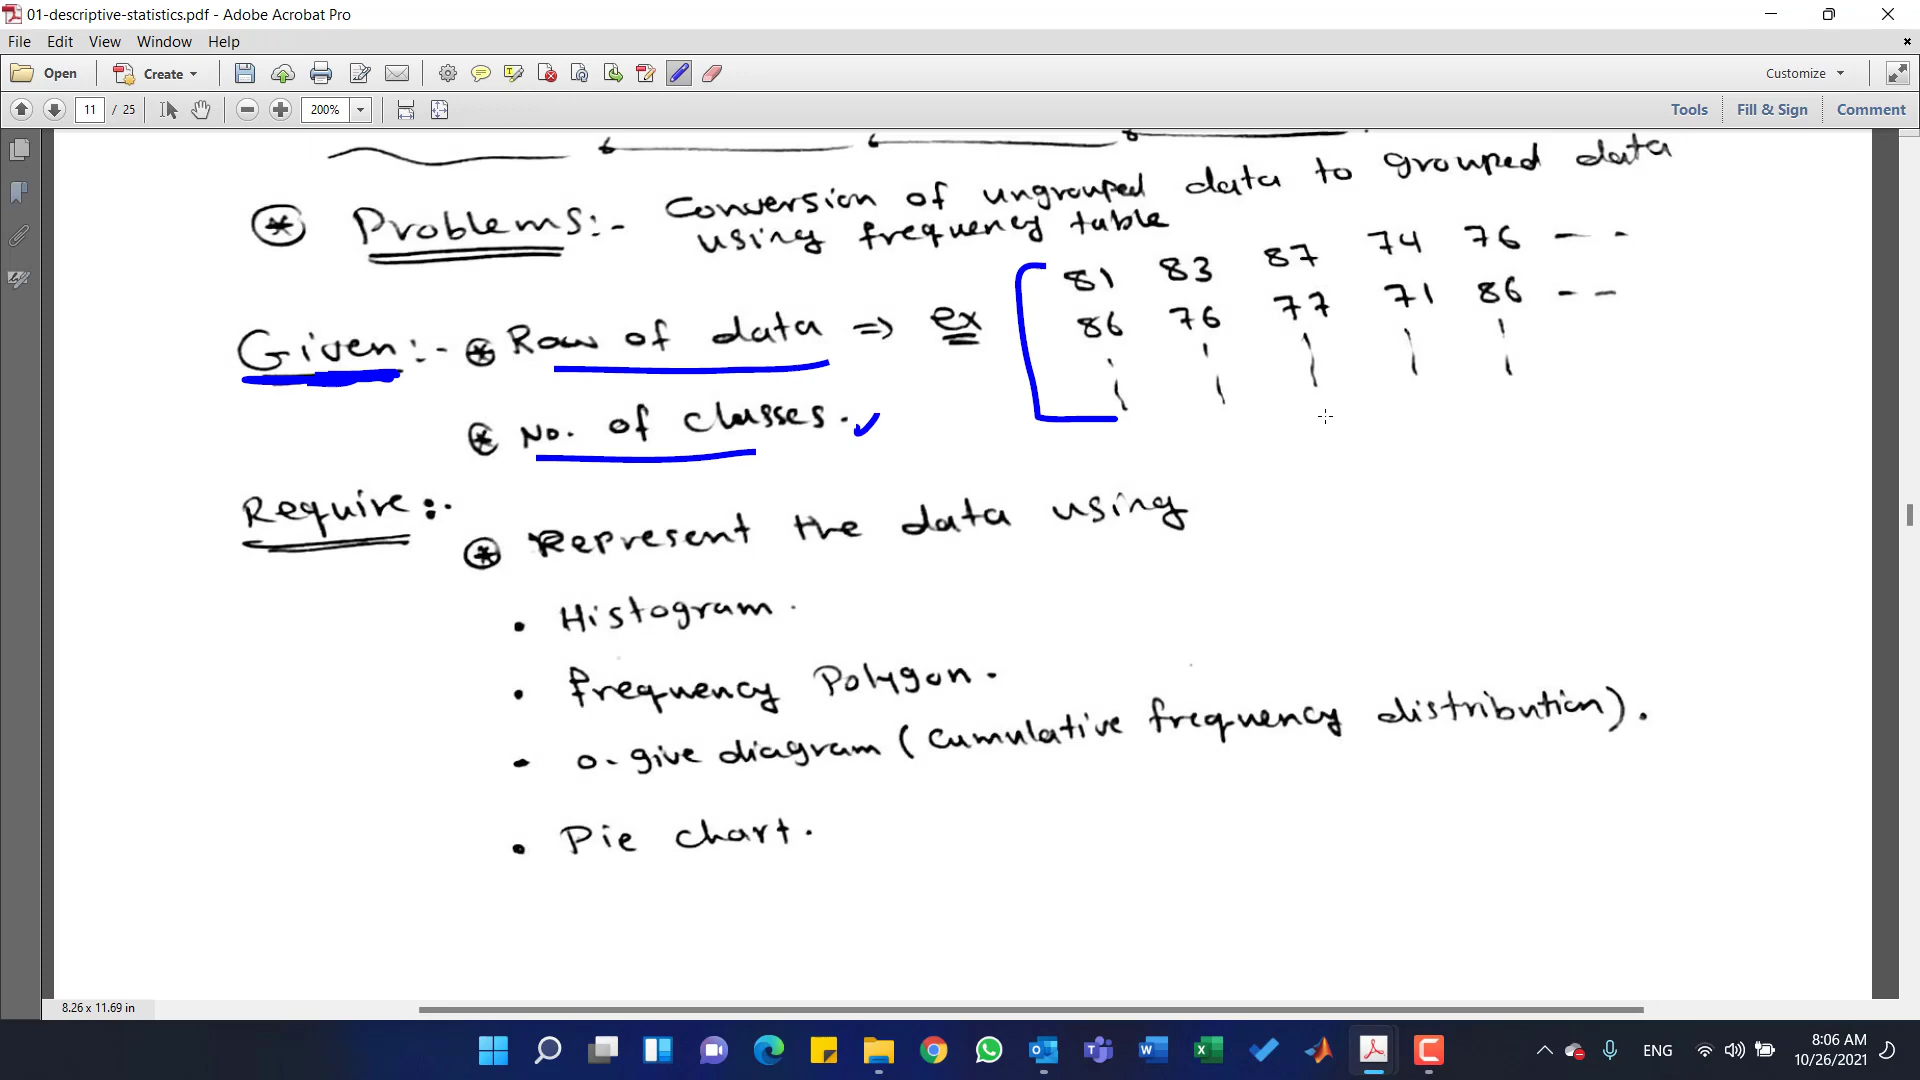 01-descriptive-statistics.pdf - Adobe Acrobat Pro
File Edit View Window Help
Open Create Customize
11 / 25 200% Tools Fill & Sign Comment
Problems:- Conversion of ungrouped data to grouped data
using frequency table
81 83 87 74 76 - -
Given:- Row of data => ex 86 76 77 71 86 - -
No. of classes.
Require:.
Represent the data using
• Histogram.
• frequency Polygon.
• o-give diagram (Cumulative frequency distribution).
• Pie chart.
8.26 x 11.69 in
ENG 8:06 AM
10/26/2021